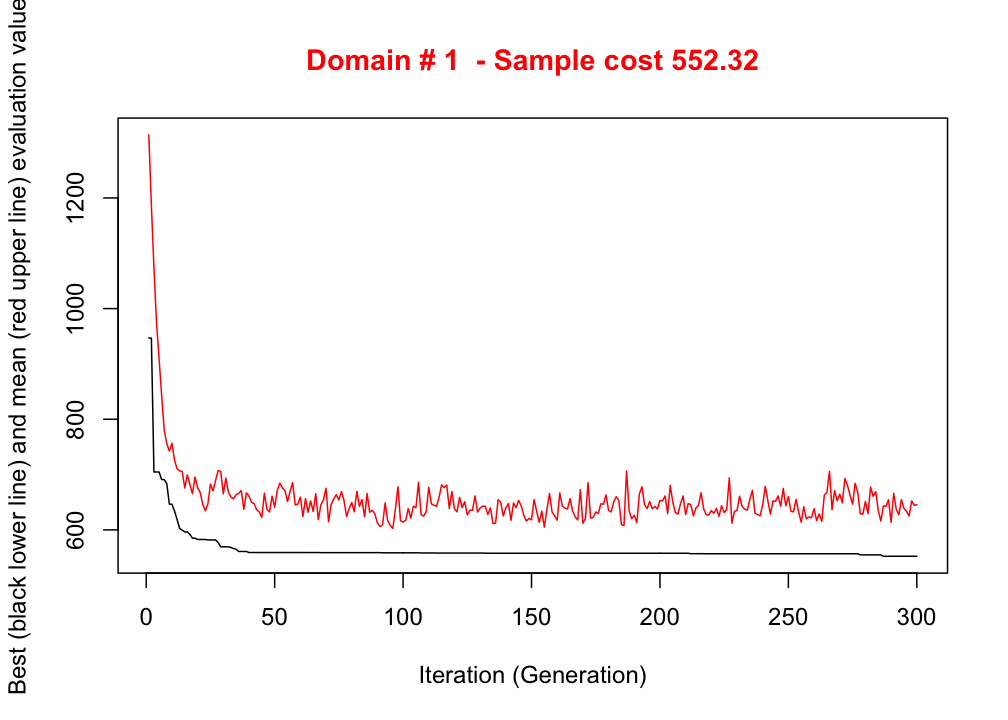 Domain # 1 - Sample cost 552.32
Best (black lower line) and mean (red upper line) evaluation value
1200
1000
800
600
0 50 100 150 200 250 300
Iteration (Generation)